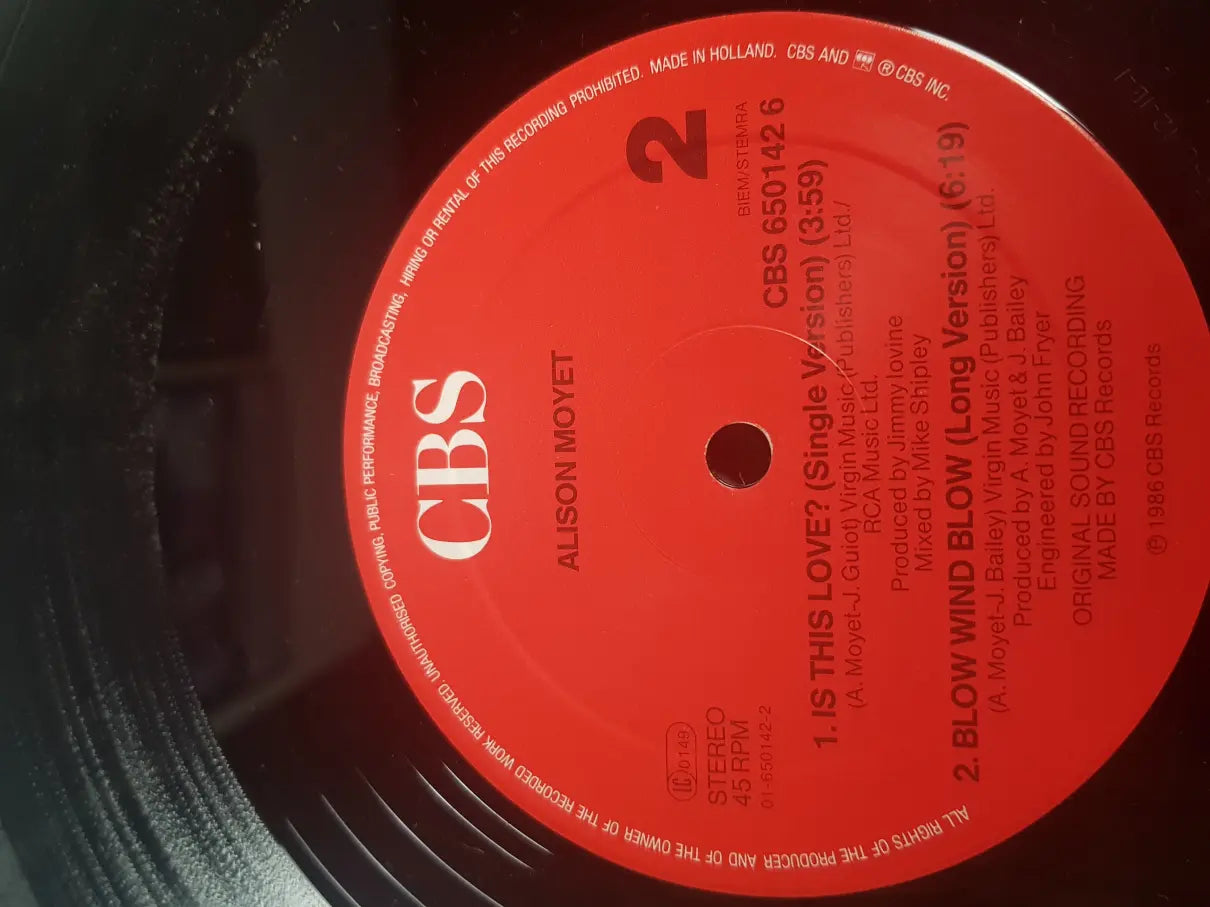 CBS
ALISON MOYET
2
BIEM/STEMRA
CBS 650142 6
LC 0149
STEREO
45 RPM
01-650142-2
1. IS THIS LOVE? (Single Version) (3:59)
(A. Moyet-J. Guiot) Virgin Music (Publishers) Ltd./
RCA Music Ltd.
Produced by Jimmy Iovine
Mixed by Mike Shipley
2. BLOW WIND BLOW (Long Version) (6:19)
(A. Moyet-J. Bailey) Virgin Music (Publishers) Ltd.
Produced by A. Moyet & J. Bailey
Engineered by John Fryer
ORIGINAL SOUND RECORDING
MADE BY CBS Records
℗ 1986 CBS Records
ALL RIGHTS OF THE PRODUCER AND OF THE OWNER OF THE RECORDED WORK RESERVED. UNAUTHORISED COPYING, PUBLIC PERFORMANCE, BROADCASTING, HIRING OR RENTAL OF THIS RECORDING PROHIBITED. MADE IN HOLLAND. CBS AND ® CBS INC.